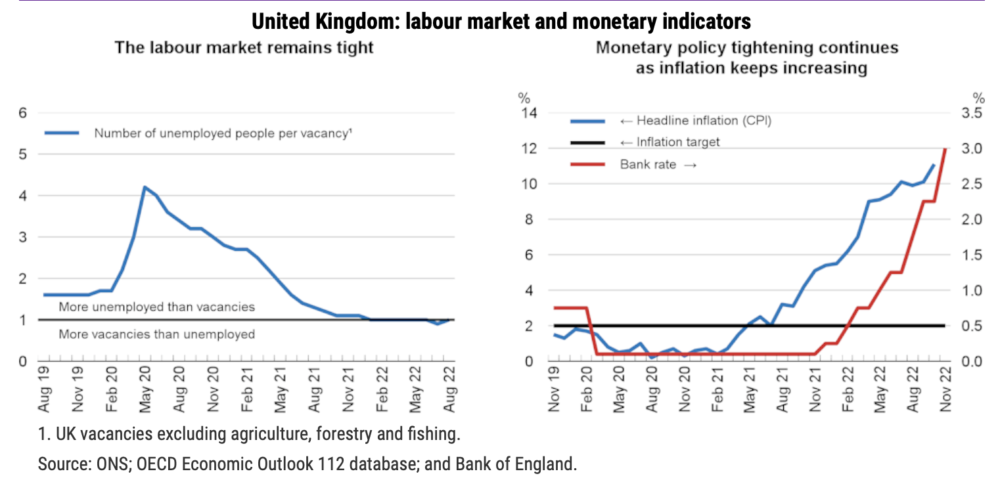 United Kingdom: labour market and monetary indicators
The labour market remains tight
6
Number of unemployed people per vacancy¹
5
4
3
2
More unemployed than vacancies
1
More vacancies than unemployed
0
Aug 19
Nov 19
Feb 20
May 20
Aug 20
Nov 20
Feb 21
May 21
Aug 21
Nov 21
Feb 22
May 22
Aug 22
Monetary policy tightening continues
as inflation keeps increasing
% %
14 3.5
← Headline inflation (CPI)
← Inflation target
12 3.0
Bank rate →
10 2.5
8 2.0
6 1.5
4 1.0
2 0.5
0 0.0
Nov 19
Feb 20
May 20
Aug 20
Nov 20
Feb 21
May 21
Aug 21
Nov 21
Feb 22
May 22
Aug 22
Nov 22
1. UK vacancies excluding agriculture, forestry and fishing.
Source: ONS; OECD Economic Outlook 112 database; and Bank of England.